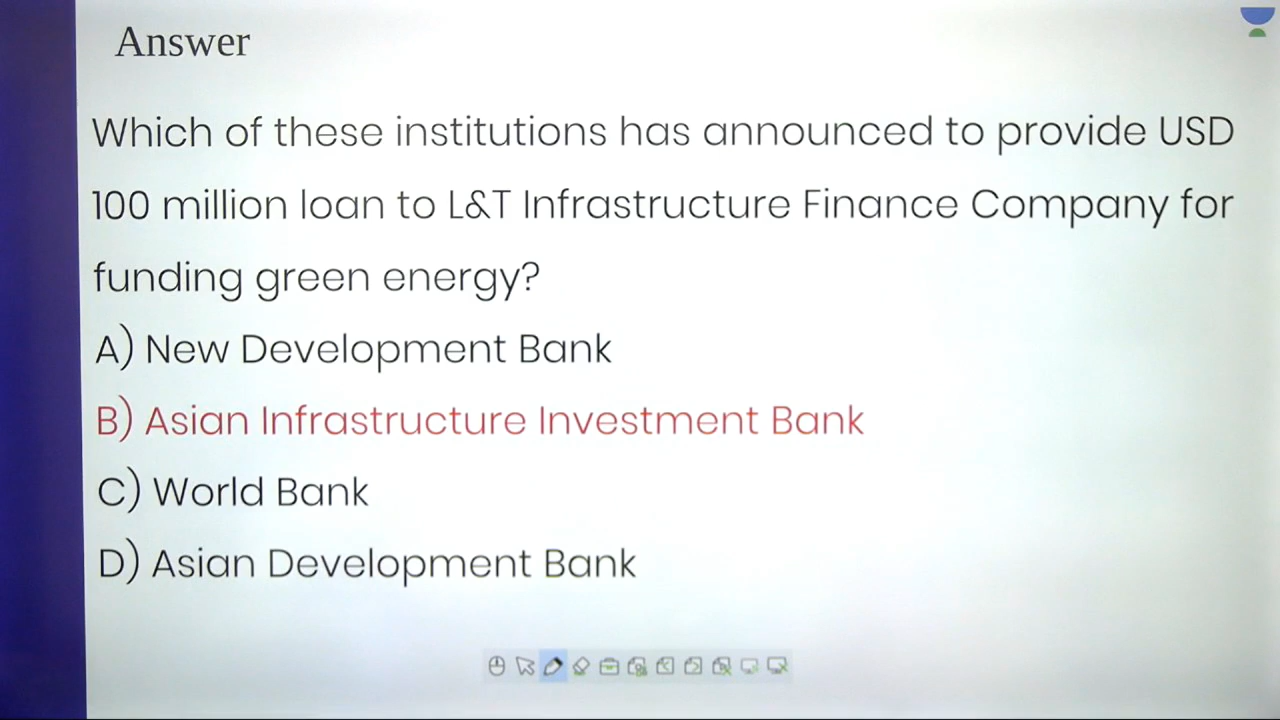 Answer
Which of these institutions has announced to provide USD
100 million loan to L&T Infrastructure Finance Company for
funding green energy?
A) New Development Bank
B) Asian Infrastructure Investment Bank
C) World Bank
D) Asian Development Bank